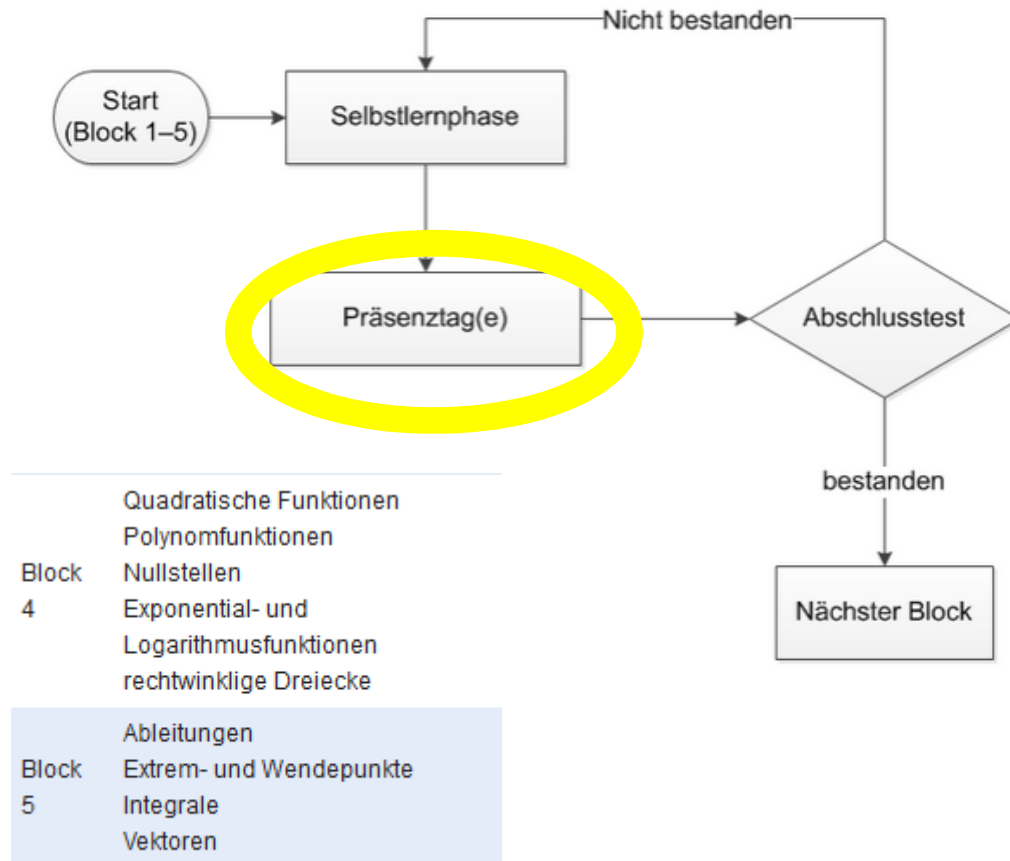 Nicht bestanden
Start
(Block 1–5)
Selbstlernphase
Präsenztag(e)
Abschlusstest
bestanden
Nächster Block
Quadratische Funktionen
Polynomfunktionen
Block
Nullstellen
4
Exponential- und
Logarithmusfunktionen
rechtwinklige Dreiecke
Ableitungen
Block
Extrem- und Wendepunkte
5
Integrale
Vektoren